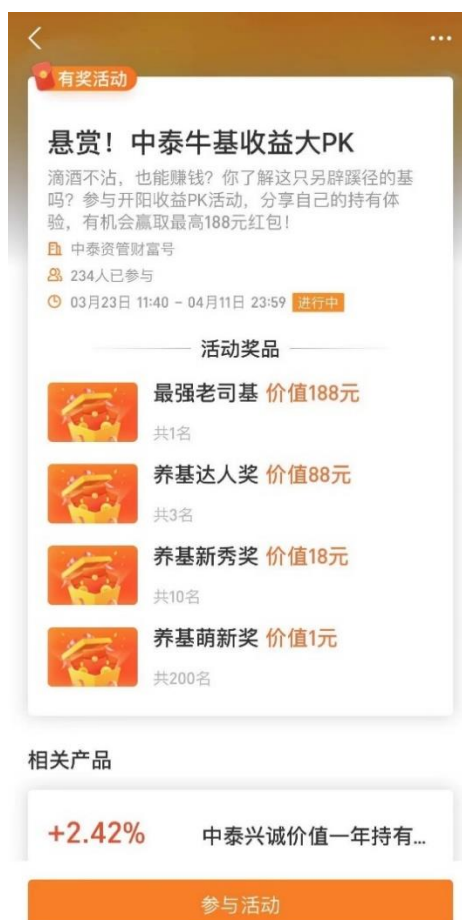 有奖活动
悬赏！中泰牛基收益大PK
滴酒不沾，也能赚钱？你了解这只另辟蹊径的基
吗？参与开阳收益PK活动，分享自己的持有体
验，有机会赢取最高188元红包！
中泰资管财富号
234人已参与
03月23日 11:40 - 04月11日 23:59 进行中
活动奖品
最强老司基 价值188元
共1名
养基达人奖 价值88元
共3名
养基新秀奖 价值18元
共10名
养基萌新奖 价值1元
共200名
相关产品
+2.42% 中泰兴诚价值一年持有...
参与活动